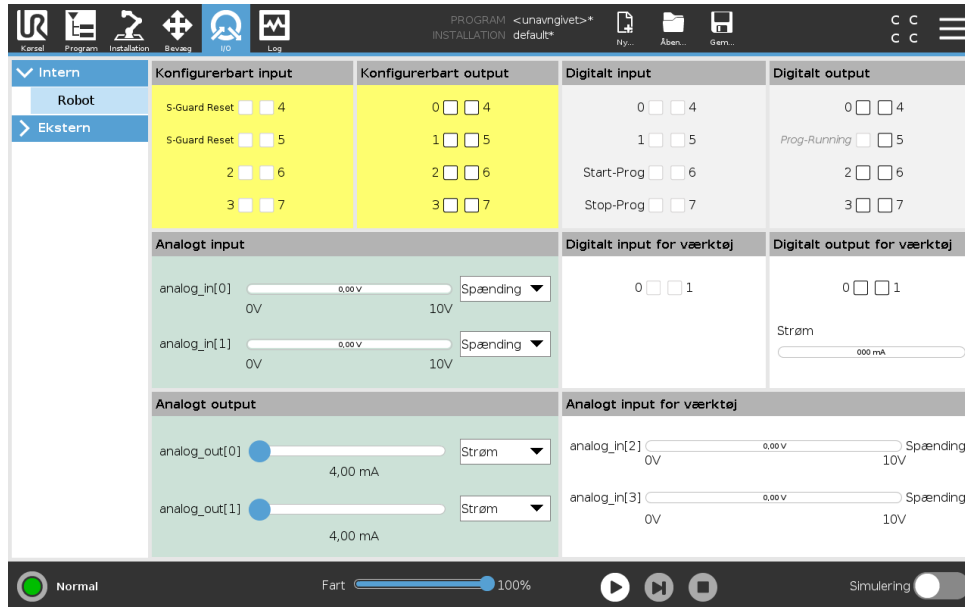 PROGRAM <unavngivet>*
INSTALLATION default*
Kørsel Program Installation Bevæg I/O Log Ny... Åben... Gem...
C C
C C
Intern
Robot
Ekstern
Konfigurerbart input
S-Guard Reset 4
S-Guard Reset 5
2 6
3 7
Konfigurerbart output
0 4
1 5
2 6
3 7
Digitalt input
0 4
1 5
Start-Prog 6
Stop-Prog 7
Digitalt output
0 4
Prog-Running 5
2 6
3 7
Analogt input
analog_in[0] 0,00 V Spænding
0V 10V
analog_in[1] 0,00 V Spænding
0V 10V
Digitalt input for værktøj
0 1
Digitalt output for værktøj
0 1
Strøm
000 mA
Analogt output
analog_out[0] Strøm
4,00 mA
analog_out[1] Strøm
4,00 mA
Analogt input for værktøj
analog_in[2] 0,00 V Spænding
0V 10V
analog_in[3] 0,00 V Spænding
0V 10V
Normal Fart 100% Simulering